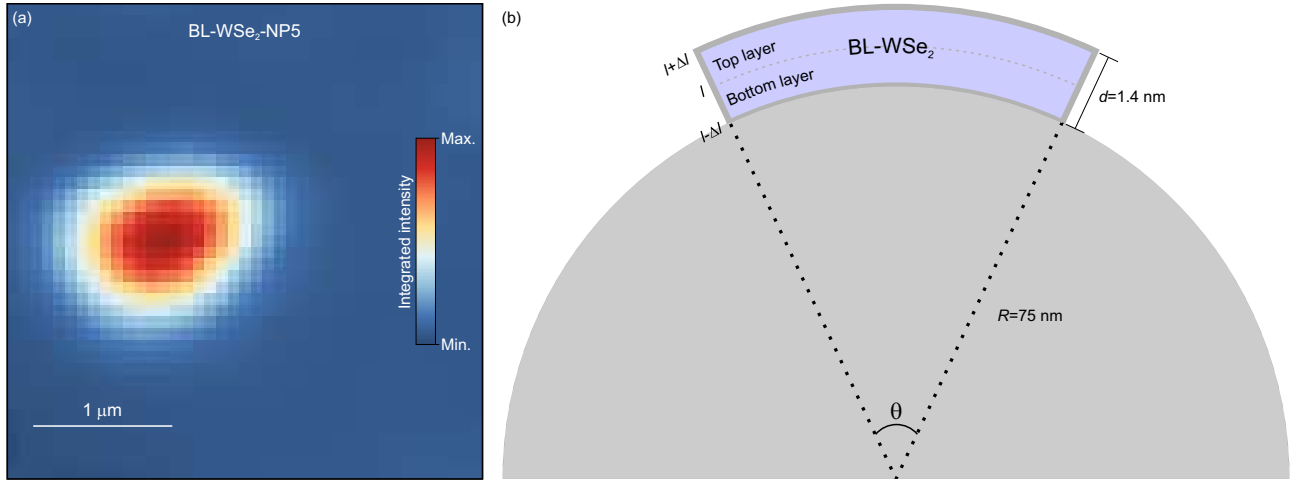 (a)
BL-WSe₂-NP5
Max.
Integrated intensity
Min.
1 μm
(b)
BL-WSe₂
Top layer
Bottom layer
l+Δl
l
l-Δl
d=1.4 nm
R=75 nm
θ